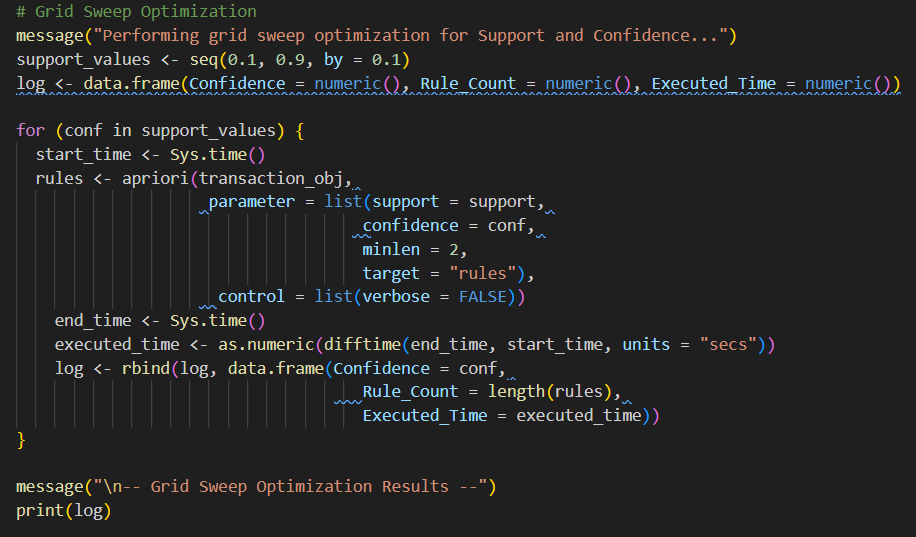 # Grid Sweep Optimization
message("Performing grid sweep optimization for Support and Confidence...")
support_values <- seq(0.1, 0.9, by = 0.1)
log <- data.frame(Confidence = numeric(), Rule_Count = numeric(), Executed_Time = numeric())

for (conf in support_values) {
  start_time <- Sys.time()
  rules <- apriori(transaction_obj,
                    parameter = list(support = support,
                                    confidence = conf,
                                    minlen = 2,
                                    target = "rules"),
                     control = list(verbose = FALSE))
    end_time <- Sys.time()
    executed_time <- as.numeric(difftime(end_time, start_time, units = "secs"))
    log <- rbind(log, data.frame(Confidence = conf,
                                    Rule_Count = length(rules),
                                    Executed_Time = executed_time))
}

message("\n-- Grid Sweep Optimization Results --")
print(log)